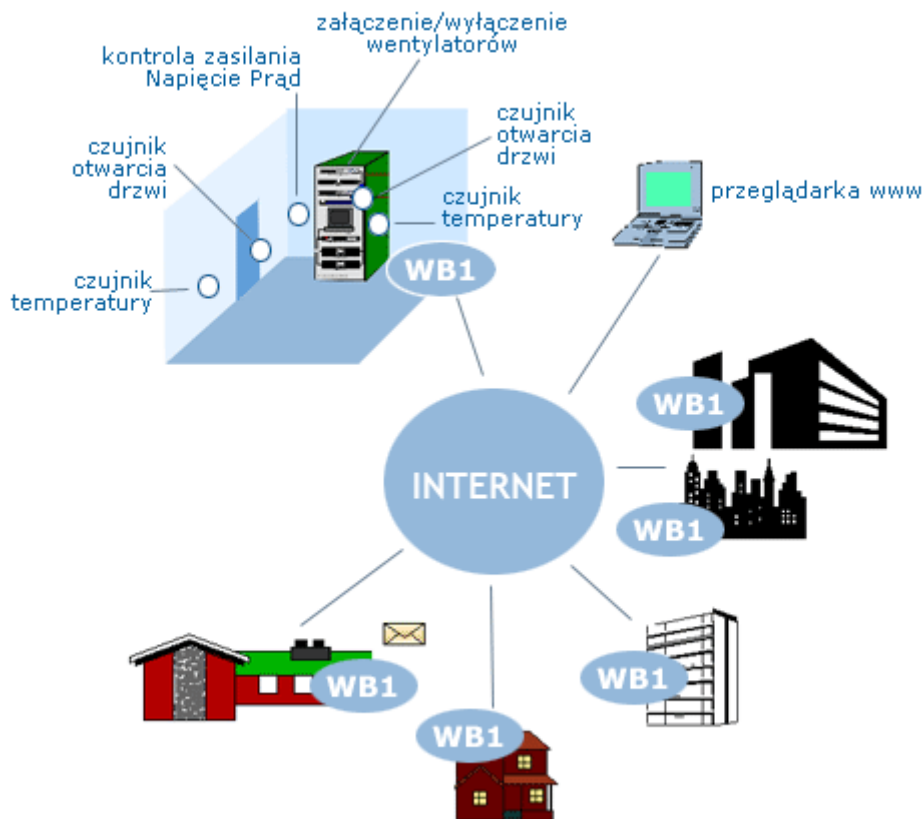 załączenie/wyłączenie
wentylatorów
kontrola zasilania
Napięcie Prąd
czujnik
otwarcia
drzwi
czujnik
otwarcia
drzwi
czujnik
temperatury
przeglądarka www
czujnik
temperatury
WB1
WB1
INTERNET
WB1
WB1
WB1
WB1